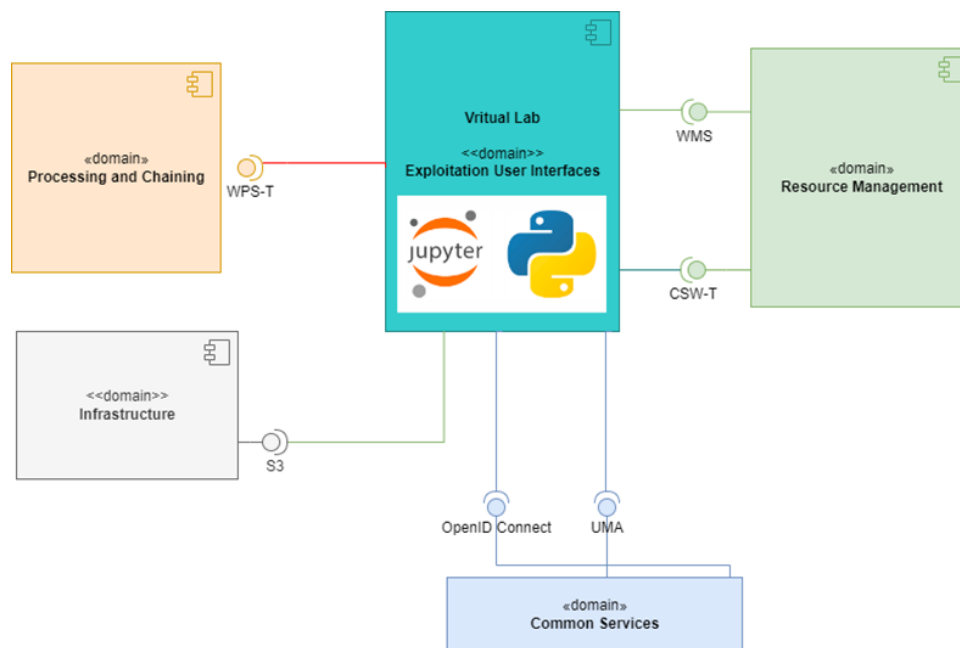 «domain»
Processing and Chaining
WPS-T
Vritual Lab
<<domain>>
Exploitation User Interfaces
jupyter
WMS
CSW-T
«domain»
Resource Management
<<domain>>
Infrastructure
S3
OpenID Connect
UMA
«domain»
Common Services